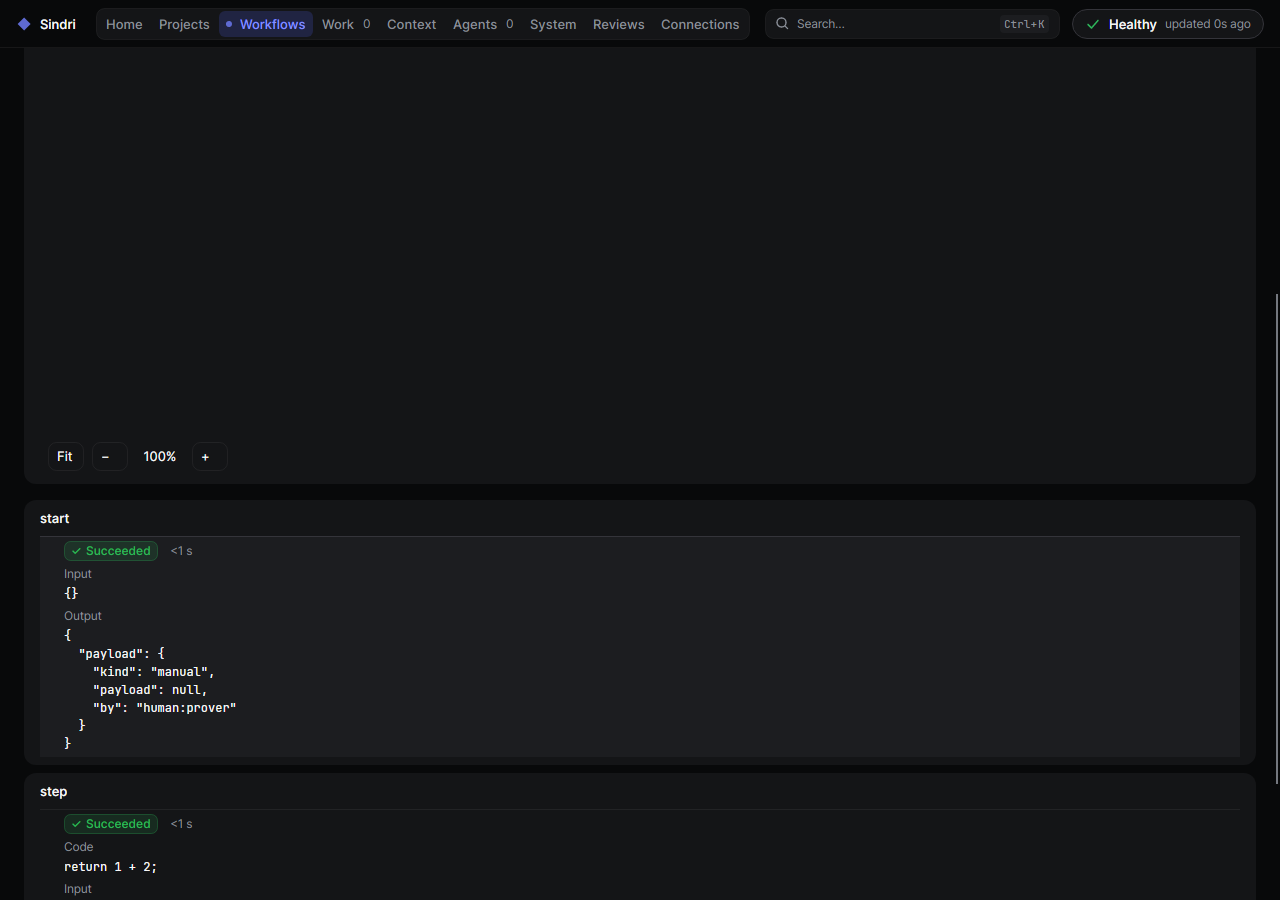 Sindri
Home Projects Workflows Work 0 Context Agents 0 System Reviews Connections
Search... Ctrl+K
Healthy updated 0s ago
Fit − 100% +
start
Succeeded <1 s
Input
{}
Output
{
  "payload": {
    "kind": "manual",
    "payload": null,
    "by": "human:prover"
  }
}
step
Succeeded <1 s
Code
return 1 + 2;
Input